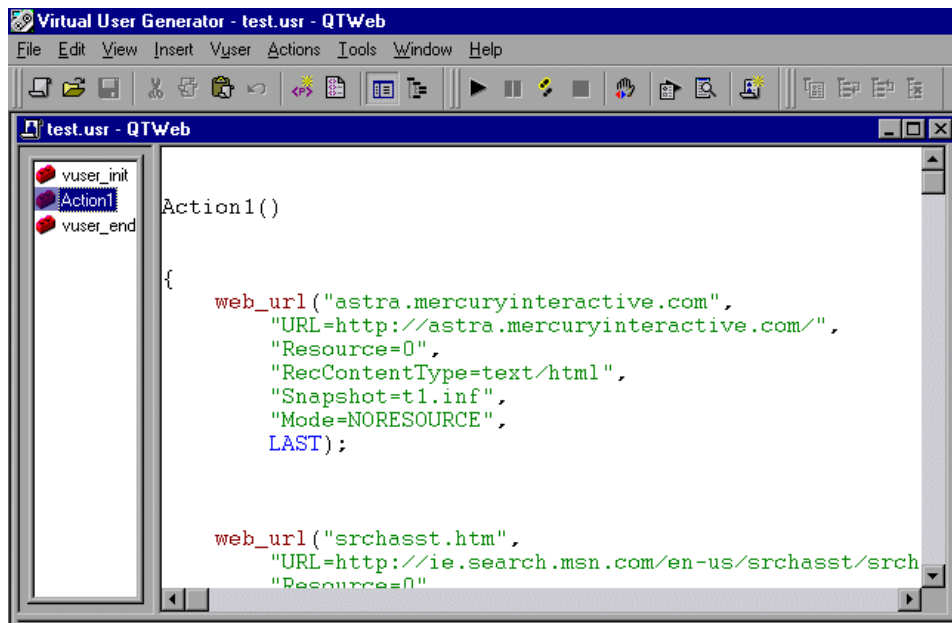 Virtual User Generator - test.usr - QTWeb
File Edit View Insert Vuser Actions Tools Window Help
test.usr - QTWeb
vuser_init
Action1
vuser_end
Action1()
{
web_url("astra.mercuryinteractive.com",
"URL=http://astra.mercuryinteractive.com/",
"Resource=0",
"RecContentType=text/html",
"Snapshot=t1.inf",
"Mode=NORESOURCE",
LAST);
web_url("srchasst.htm",
"URL=http://ie.search.msn.com/en-us/srchasst/srch
"Resource=0"